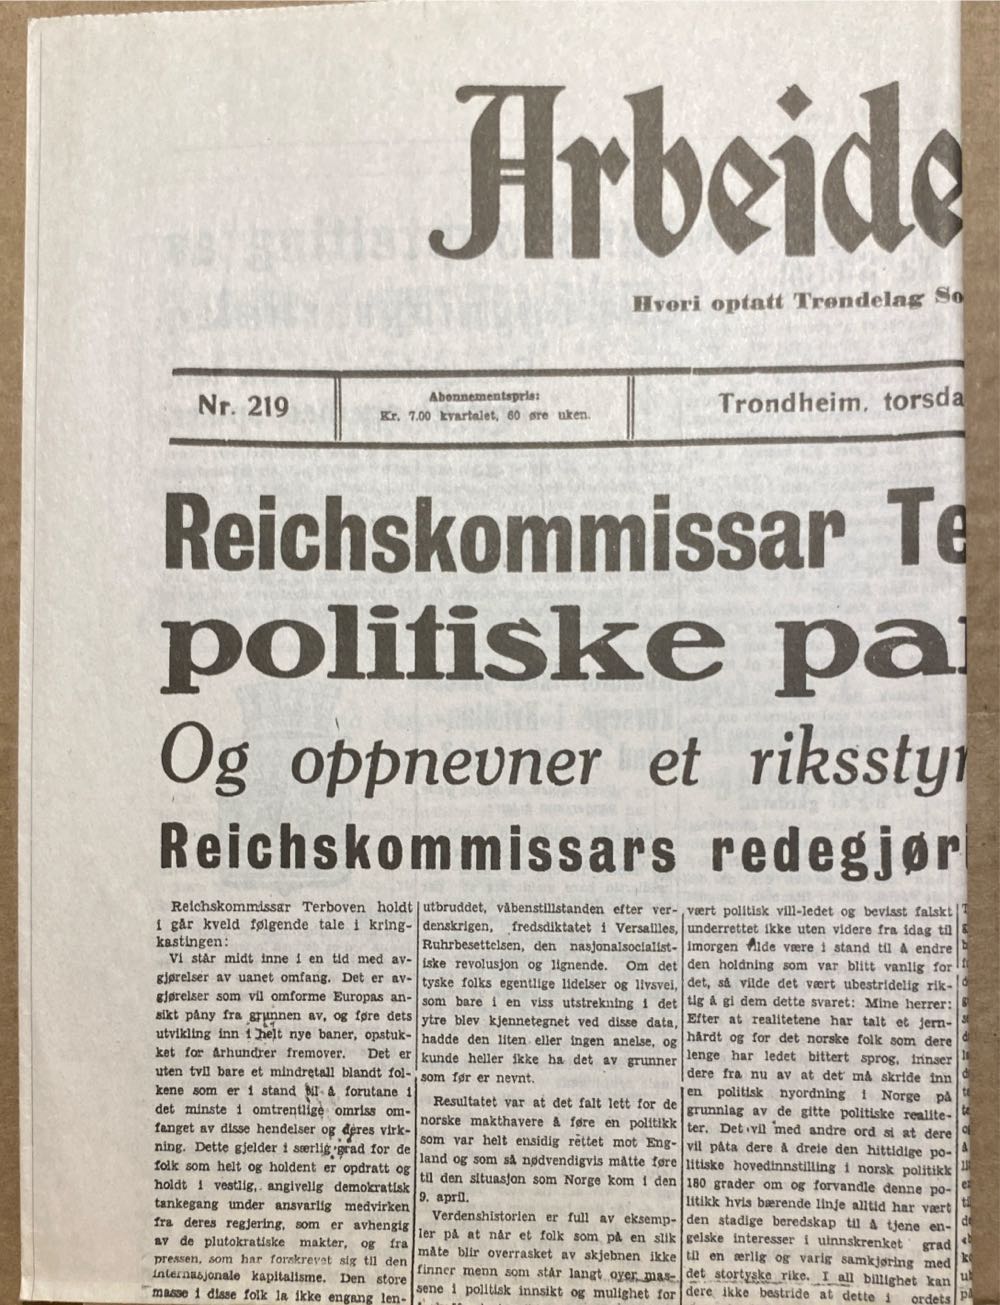 Arbeide
Hvori optatt Trøndelag So
Nr. 219
Abonnementspris:
Kr. 7.00 kvartalet, 60 øre uken.
Trondheim, torsda
Reichskommissar Te
politiske pa
Og oppnevner et riksstyr
Reichskommissars redegjør
Reichskommissar Terboven holdt
i går kveld følgende tale i kring-
kastingen:
Vi står midt inne i en tid med av-
gjørelser av uanet omfang. Det er av-
gjørelser som vil omforme Europas an-
sikt påny fra grunnen av, og føre dets
utvikling inn i helt nye baner, opstuk-
ket for århundrer fremover. Det er
uten tvil bare et mindretall blandt fol-
kene som er i stand til å forutane i
det minste i omtrentlige omriss om-
fanget av disse hendelser og deres virk-
ning. Dette gjelder i særlig grad for de
folk som helt og holdent er opdratt og
holdt i vestlig, angivelig demokratisk
tankegang under ansvarlig medvirken
fra deres regjering, som er avhengig
av de plutokratiske makter, og fra
pressen, som har forskrevet sig til den
internasjonale kapitalisme. Den store
masse i disse folk la ikke engang len-
utbruddet, våbenstillstanden efter ver-
denskrigen, fredsdiktatet i Versailles,
Ruhrbesettelsen, den nasjonalsocialist-
iske revolusjon og lignende. Om det
tyske folks egentlige lidelser og livsvei,
som bare i en viss utstrekning i det
ytre blev kjennetegnet ved disse data,
hadde den liten eller ingen anelse, og
kunde heller ikke ha det av grunner
som før er nevnt.
Resultatet var at det falt lett for de
norske makthavere å føre en politikk
som var helt ensidig rettet mot Eng-
land og som så nødvendigvis måtte føre
til den situasjon som Norge kom i den
9. april.
Verdenshistorien er full av eksemp-
ler på at når et folk som på en slik
måte blir overrasket av skjebnen ikke
finner menn som står langt over mas-
sene i politisk innsikt og mulighet for
vært politisk vill-ledet og bevisst falskt
underrettet ikke uten videre fra idag til
imorgen vilde være i stand til å endre
den holdning som var blitt vanlig for
det, så vilde det vært ubestridelig rik-
tig å gi dem dette svaret: Mine herrer:
Efter at realitetene har talt et jern-
hårdt og for det norske folk som dere
lenge har ledet bittert sprog, innser
dere fra nu av at det må skride inn
en politisk nyordning i Norge på
grunnlag av de gitte politiske realite-
ter. Det vil med andre ord si at dere
vil påta dere å dreie den hittidige po-
litiske hovedinnstilling i norsk politikk
180 grader om og forvandle denne po-
litikk hvis bærende linje alltid har vært
den stadige beredskap til å tjene en-
gelske interesser i uinnskrenket grad
til en ærlig og varig samkjøring med
det stortyske rike. I all billighet kan
dere ikke bestride at dette i ordets